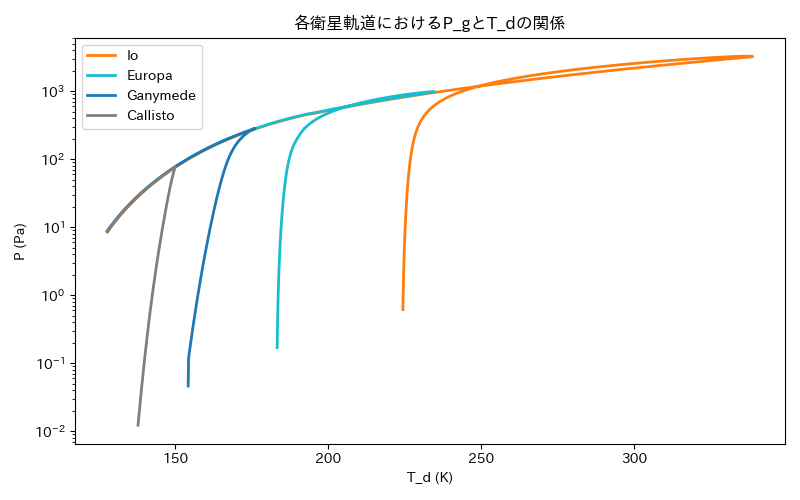 各衛星軌道におけるP_gとT_dの関係
Io
Europa
Ganymede
Callisto
P (Pa)
10³
10²
10¹
10⁰
10⁻¹
10⁻²
150 200 250 300
T_d (K)